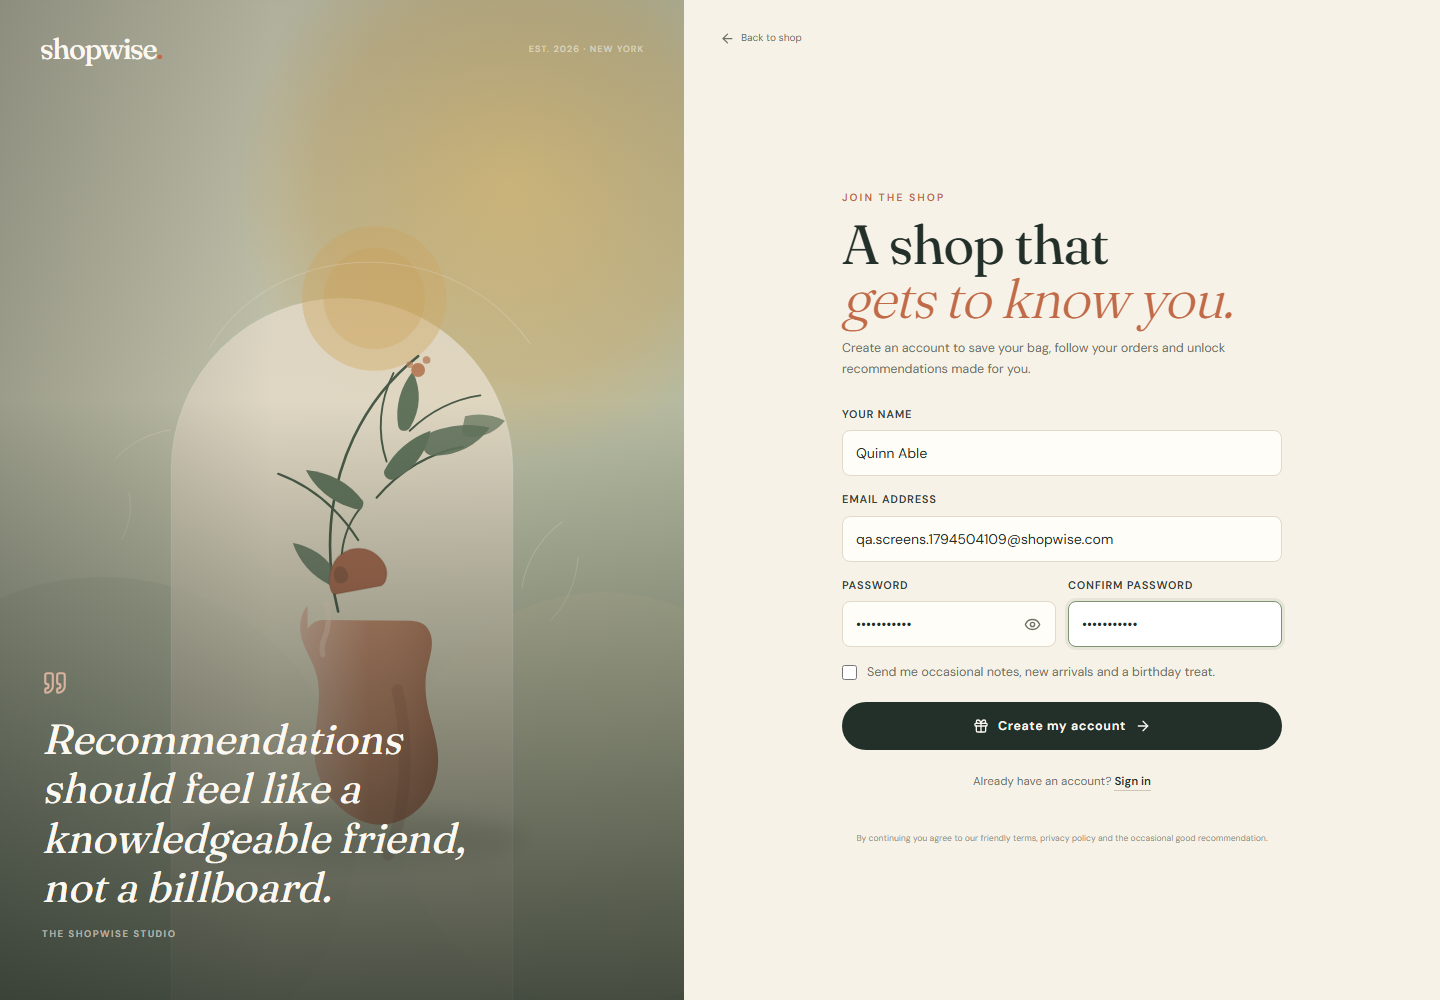 shopwise.
EST. 2026 · NEW YORK
Recommendations
should feel like a
knowledgeable friend,
not a billboard.
THE SHOPWISE STUDIO
Back to shop
JOIN THE SHOP
A shop that
gets to know you.
Create an account to save your bag, follow your orders and unlock
recommendations made for you.
YOUR NAME
Quinn Able
EMAIL ADDRESS
qa.screens.1794504109@shopwise.com
PASSWORD
•••••••••••
CONFIRM PASSWORD
•••••••••••
Send me occasional notes, new arrivals and a birthday treat.
Create my account
Already have an account? Sign in
By continuing you agree to our friendly terms, privacy policy and the occasional good recommendation.